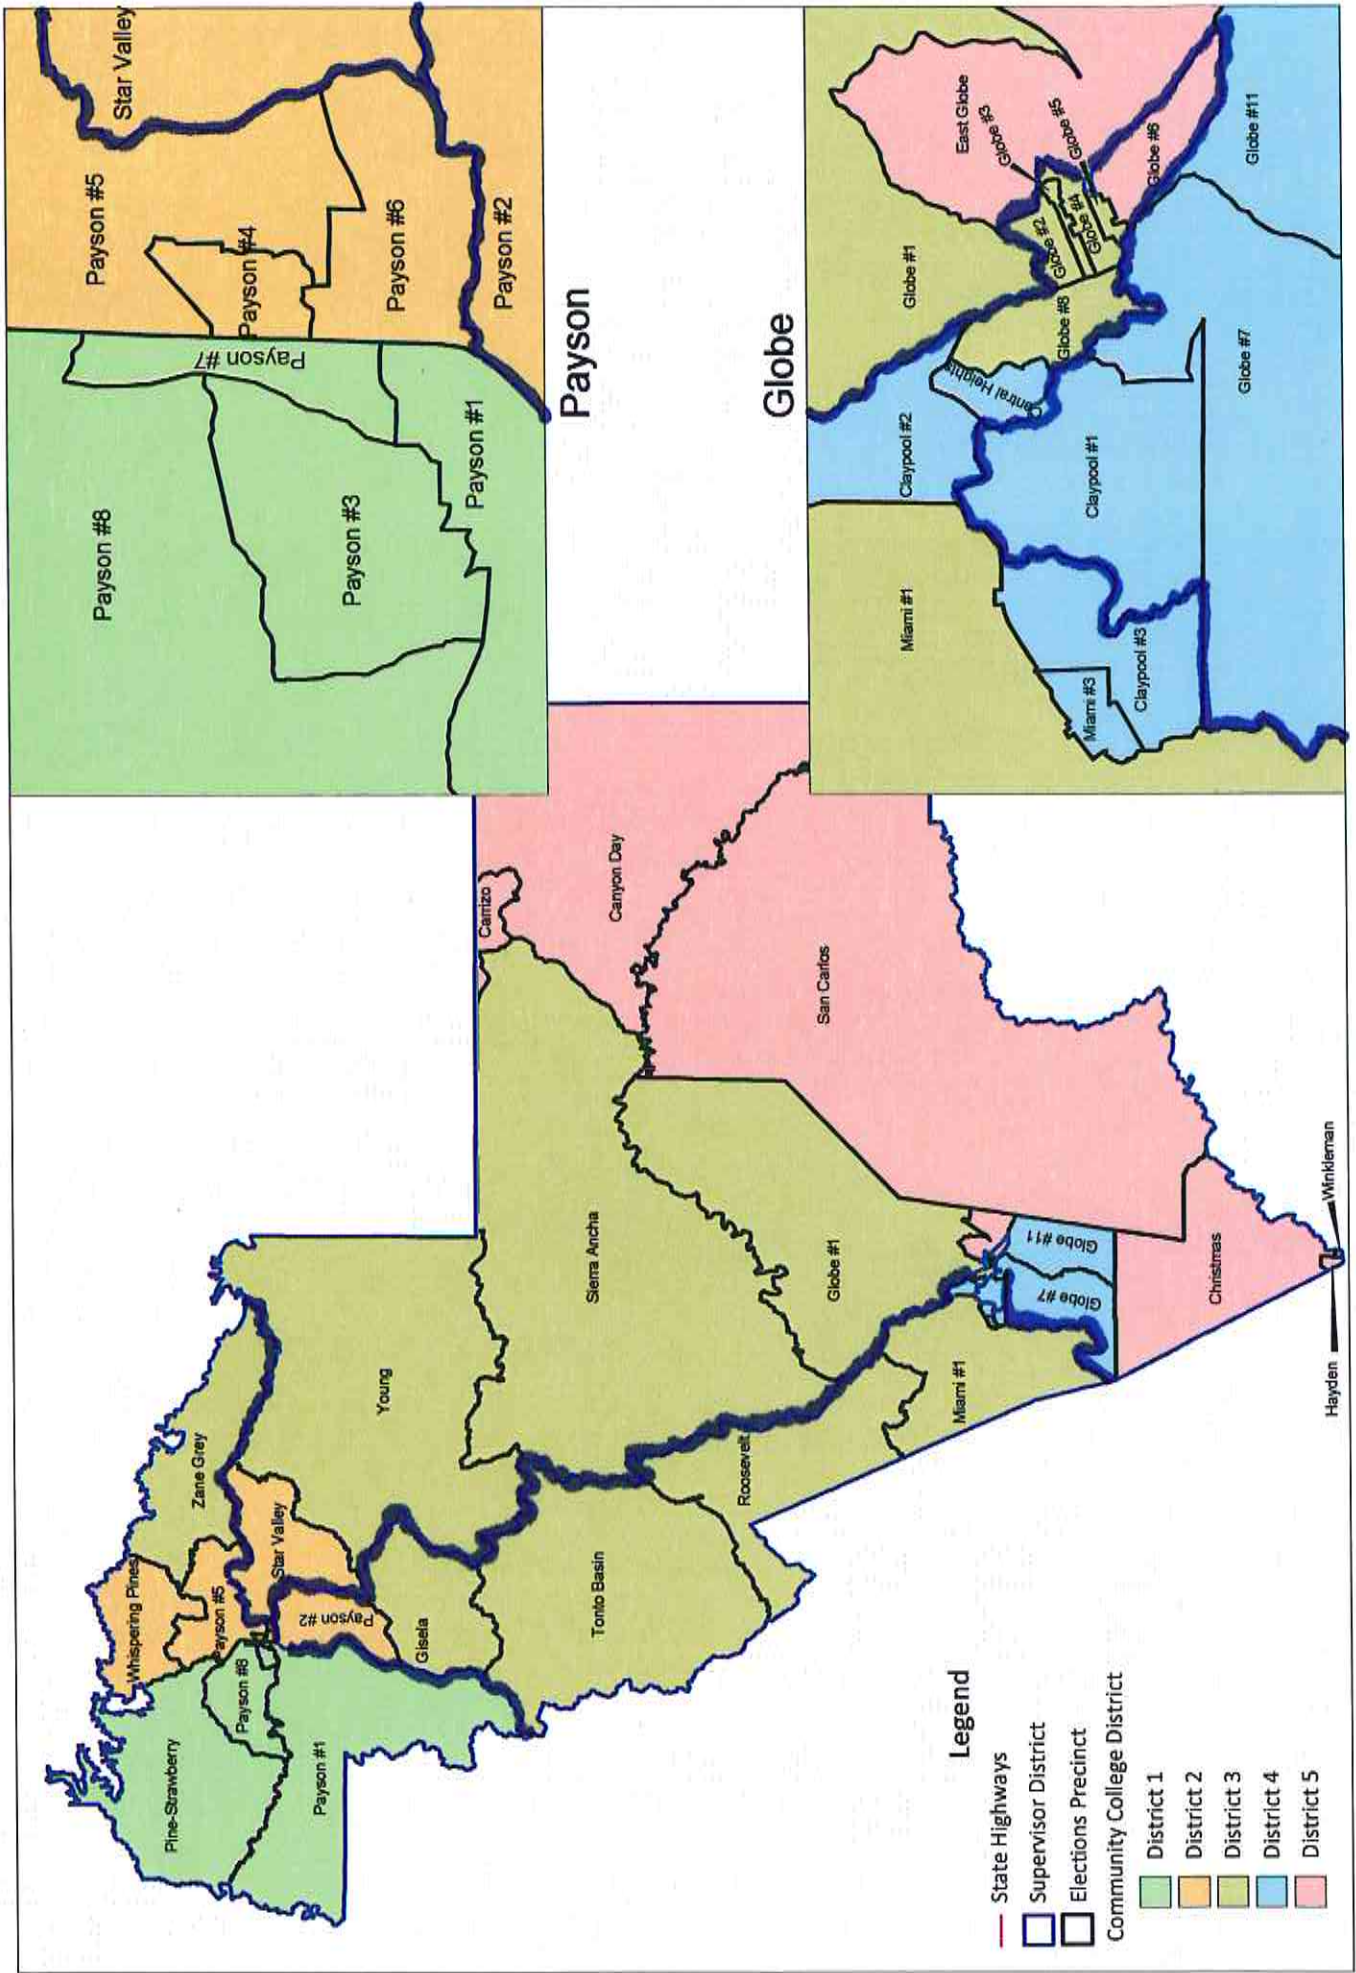 Pine-Strawberry
Payson #1
Payson #8
Whispering Pines
Payson #5
Zane Grey
Star Valley
Payson #2
Gisela
Young
Tonto Basin
Sierra Ancha
Roosevelt
Globe #1
Miami #1
Globe #7
Globe #11
Carrizo
Canyon Day
San Carlos
Christmas
Hayden
Winkleman
Payson #8
Payson #3
Payson #1
Payson #7
Payson #5
Payson #4
Payson #6
Payson #2
Star Valley
Payson
Globe
Miami #1
Miami #3
Claypool #3
Claypool #2
Claypool #1
Central Heights
Globe #1
Globe #8
Globe #7
Globe #2
Globe #4
East Globe
Globe #3
Globe #5
Globe #6
Globe #11
Legend
State Highways
Supervisor District
Elections Precinct
Community College District
District 1
District 2
District 3
District 4
District 5